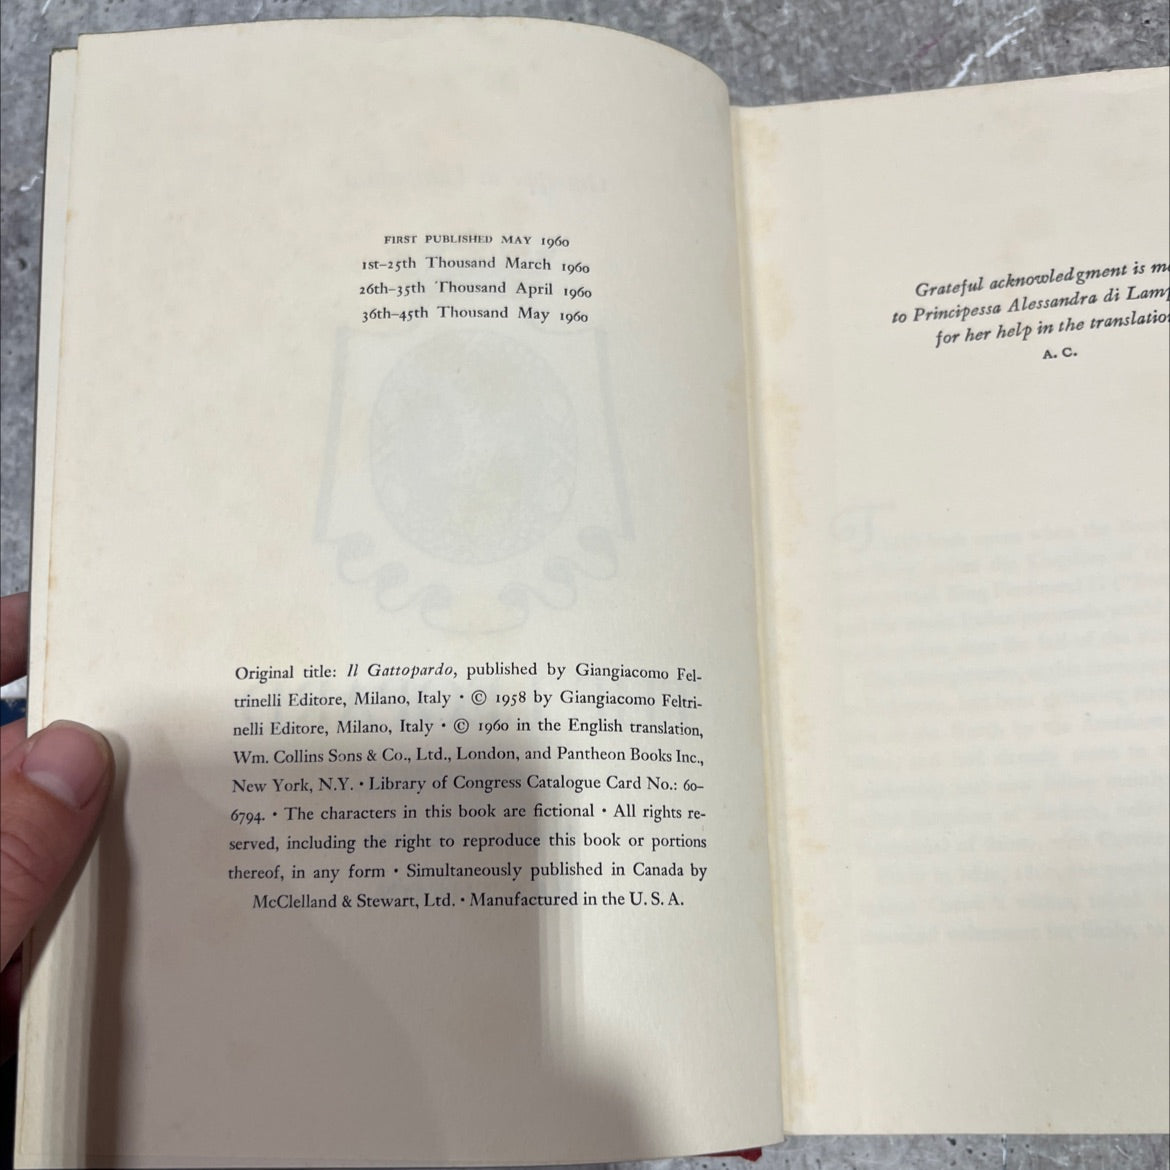 FIRST PUBLISHED MAY 1960
1st–25th Thousand March 1960
26th–35th Thousand April 1960
36th–45th Thousand May 1960
Original title: Il Gattopardo, published by Giangiacomo Fel-
trinelli Editore, Milano, Italy · © 1958 by Giangiacomo Feltri-
nelli Editore, Milano, Italy · © 1960 in the English translation,
Wm. Collins Sons & Co., Ltd., London, and Pantheon Books Inc.,
New York, N.Y. · Library of Congress Catalogue Card No.: 60–
6794. · The characters in this book are fictional · All rights re-
served, including the right to reproduce this book or portions
thereof, in any form · Simultaneously published in Canada by
McClelland & Stewart, Ltd. · Manufactured in the U. S. A.
Grateful acknowledgment is
to Principessa Alessandra di
for her help in the
A. C.